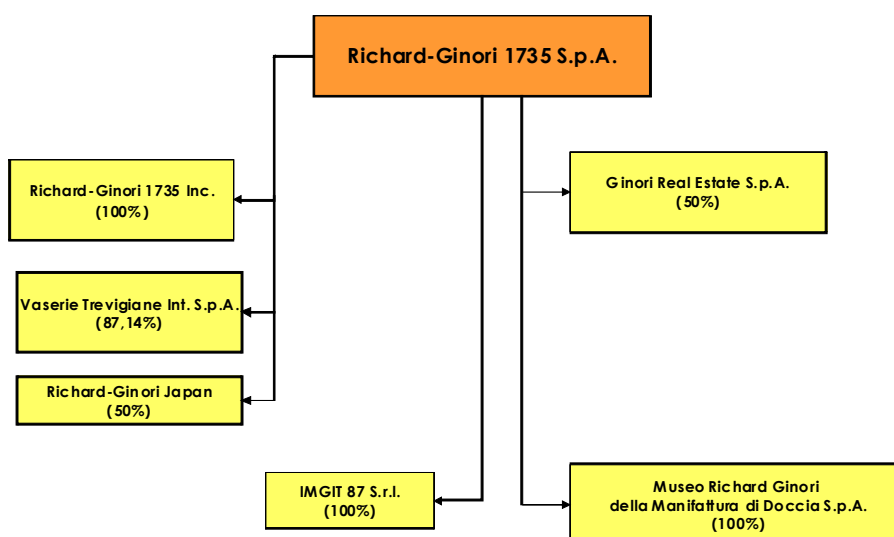 Richard-Ginori 1735 S.p.A.
Richard-Ginori 1735 Inc.
(100%)
Ginori Real Estate S.p.A.
(50%)
Vaserie Trevigiane Int. S.p.A.
(87,14%)
Richard-Ginori Japan
(50%)
IMGIT 87 S.r.l.
(100%)
Museo Richard Ginori
della Manifattura di Doccia S.p.A.
(100%)